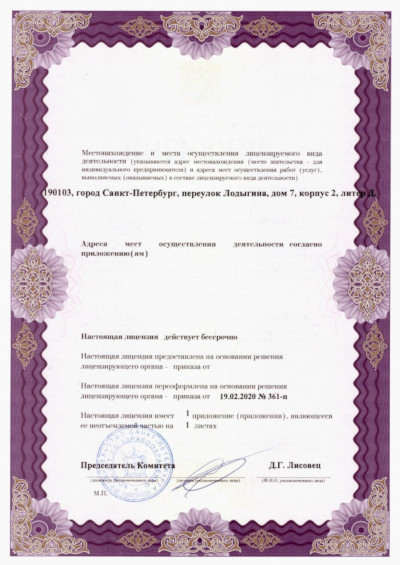 Местонахождение и места осуществления лицензируемого вида
деятельности (указываются адрес местонахождения (место жительства - для
индивидуального предпринимателя) и адреса мест осуществления работ (услуг),
выполняемых (оказываемых) в составе лицензируемого вида деятельности)
190103, город Санкт-Петербург, переулок Лодыгина, дом 7, корпус 2, литер Д.
Адреса мест осуществления деятельности согласно
приложению(ям)
Настоящая лицензия действует бессрочно
Настоящая лицензия предоставлена на основании решения
лицензирующего органа - приказа от
Настоящая лицензия переоформлена на основании решения
лицензирующего органа - приказа от 19.02.2020 № 361-п
Настоящая лицензия имеет 1 приложение (приложения), являющееся
ее неотъемлемой частью на 1 листах
Председатель Комитета Д.Г. Лисовец
(должность уполномоченного лица) (подпись уполномоченного лица) (Ф.И.О. уполномоченного лица)
М.П.